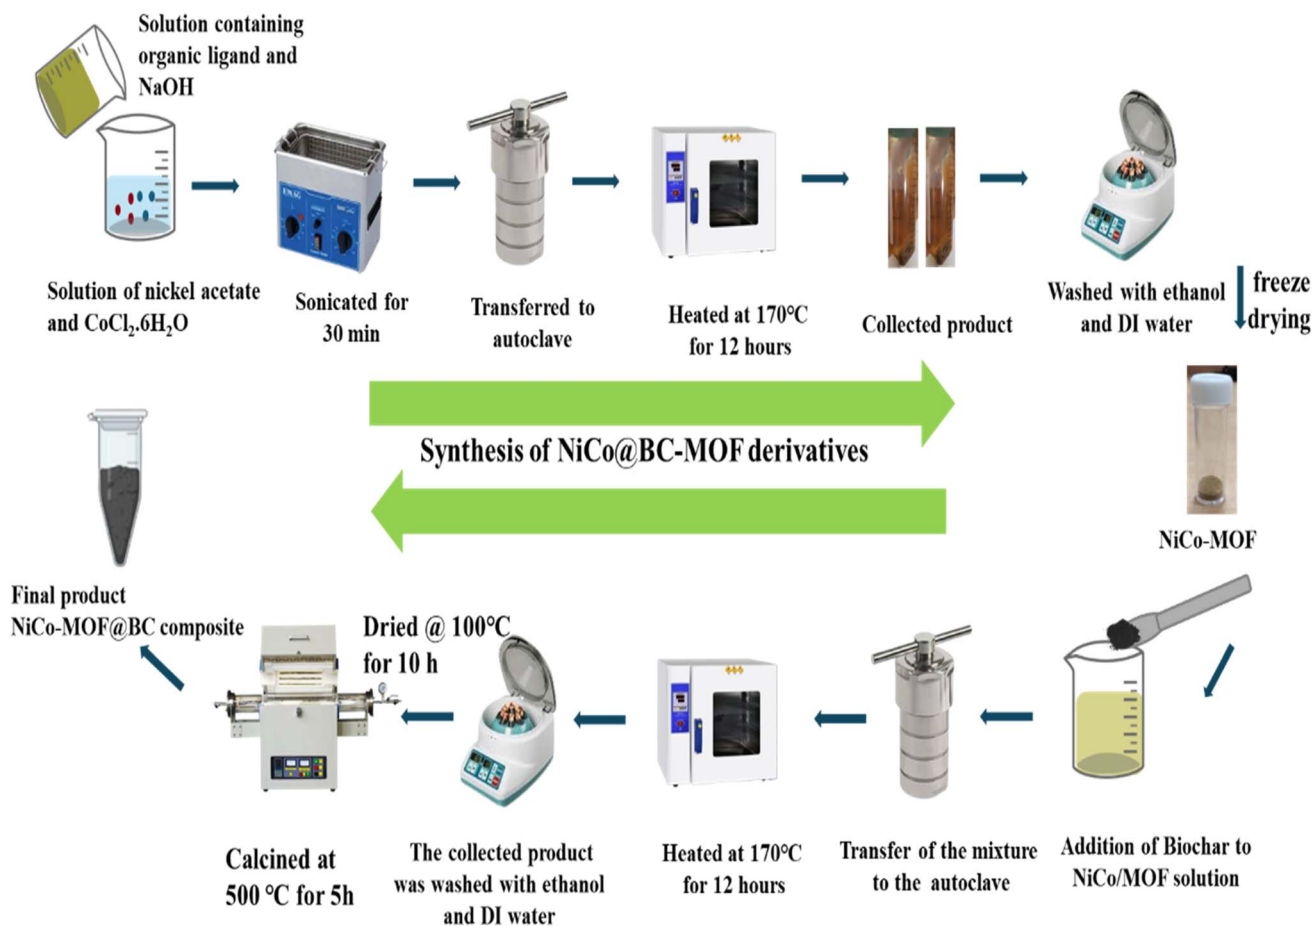 Solution containing
organic ligand and
NaOH
Solution of nickel acetate
and CoCl₂.6H₂O
Sonicated for
30 min
Transferred to
autoclave
Heated at 170°C
for 12 hours
Collected product
Washed with ethanol
and DI water
freeze
drying
Synthesis of NiCo@BC-MOF derivatives
NiCo-MOF
Addition of Biochar to
NiCo/MOF solution
Transfer of the mixture
to the autoclave
Heated at 170°C
for 12 hours
The collected product
was washed with ethanol
and DI water
Dried @ 100°C
for 10 h
Calcined at
500 °C for 5h
Final product
NiCo-MOF@BC composite